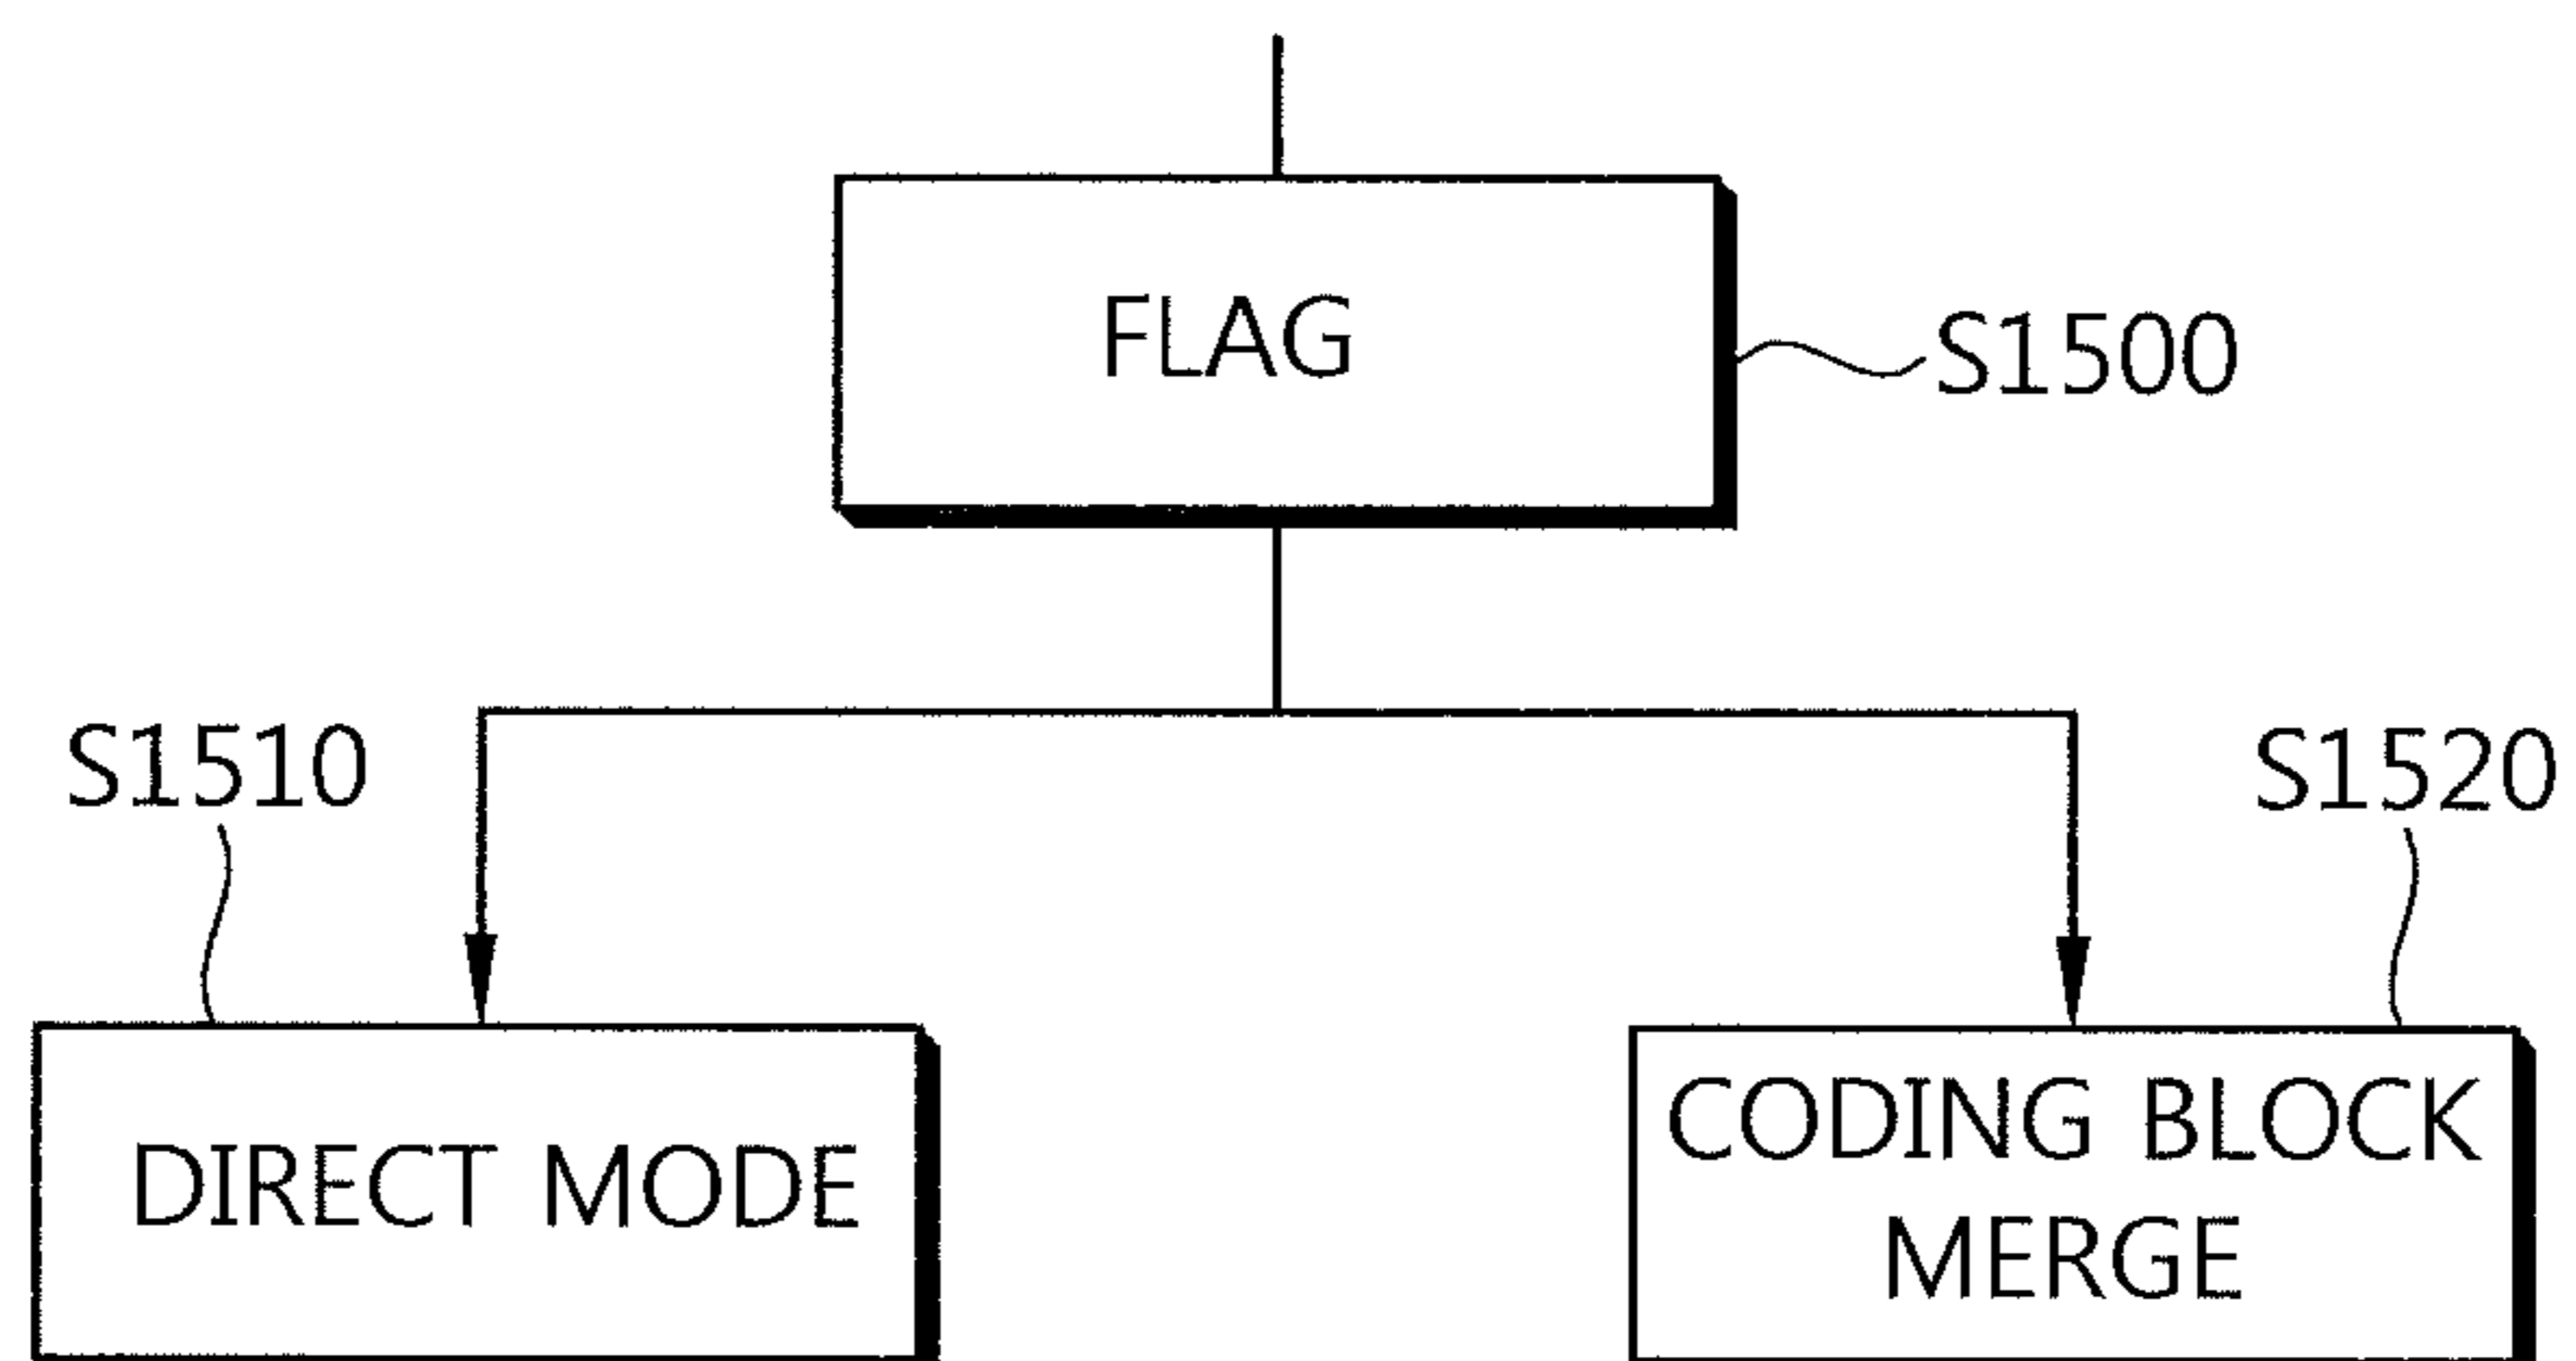 FLAG
S1500
S1510
S1520
DIRECT MODE
CODING BLOCK
MERGE